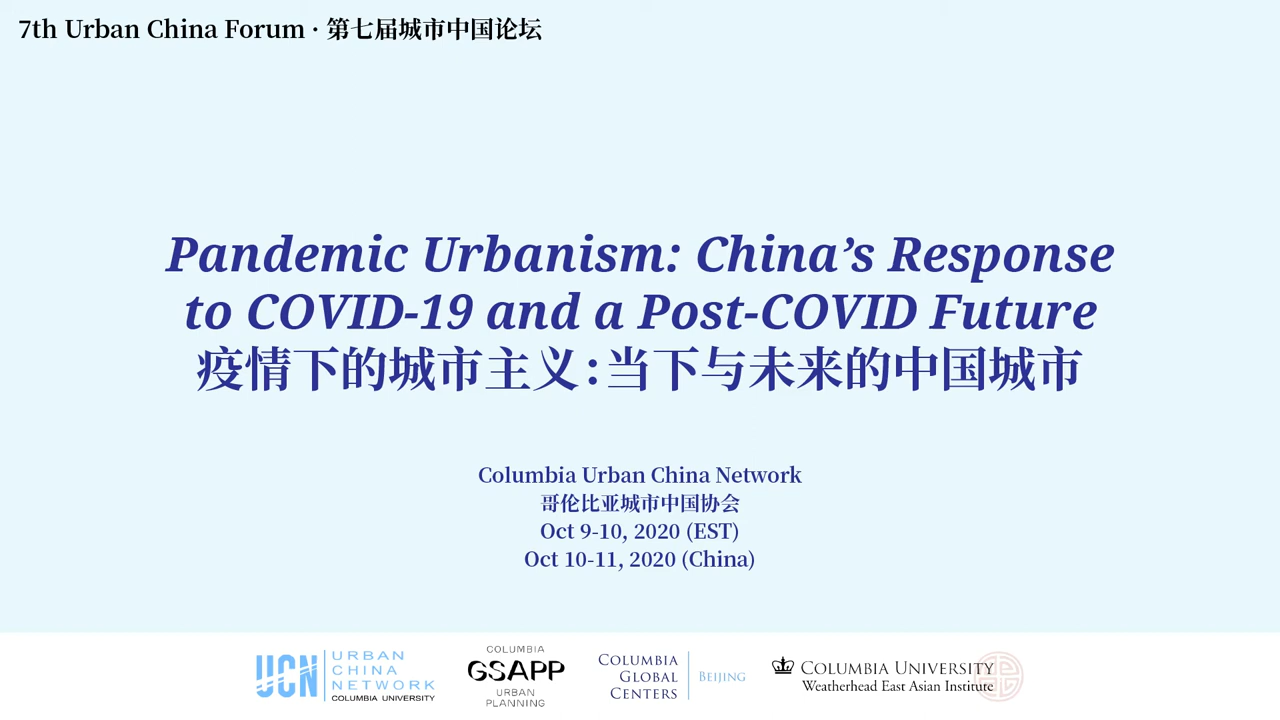 7th Urban China Forum · 第七届城市中国论坛
Pandemic Urbanism: China’s Response
to COVID-19 and a Post-COVID Future
疫情下的城市主义：当下与未来的中国城市
Columbia Urban China Network
哥伦比亚城市中国协会
Oct 9-10, 2020 (EST)
Oct 10-11, 2020 (China)
UCN
URBAN
CHINA
NETWORK
COLUMBIA UNIVERSITY
COLUMBIA
GSAPP
URBAN
PLANNING
COLUMBIA
GLOBAL
CENTERS
BEIJING
COLUMBIA UNIVERSITY
Weatherhead East Asian Institute